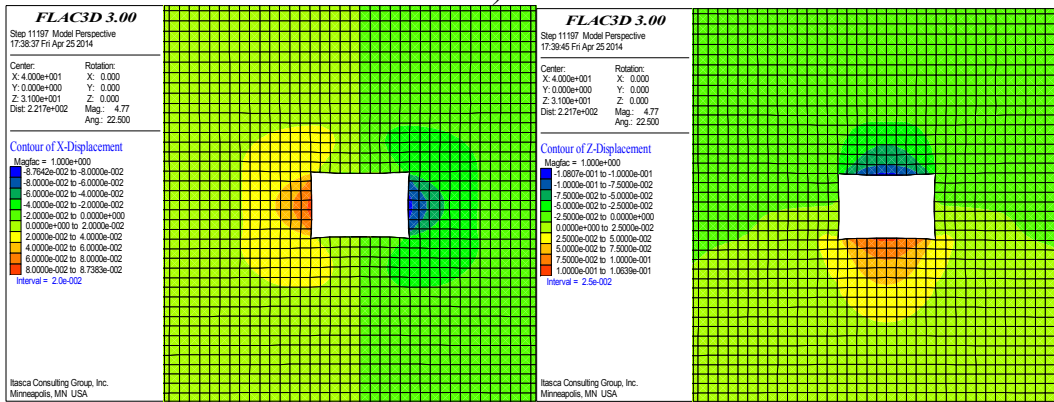 FLAC3D 3.00
Step 11197 Model Perspective
17:38:37 Fri Apr 25 2014
Center:
X: 4.000e+001
Y: 0.000e+000
Z: 3.100e+001
Dist: 2.217e+002
Rotation:
X: 0.000
Y: 0.000
Z: 0.000
Mag.: 4.77
Ang.: 22.500
Contour of X-Displacement
Magfac = 1.000e+000
-8.7642e-002 to -8.0000e-002
-8.0000e-002 to -6.0000e-002
-6.0000e-002 to -4.0000e-002
-4.0000e-002 to -2.0000e-002
-2.0000e-002 to 0.0000e+000
0.0000e+000 to 2.0000e-002
2.0000e-002 to 4.0000e-002
4.0000e-002 to 6.0000e-002
6.0000e-002 to 8.0000e-002
8.0000e-002 to 8.7383e-002
Interval = 2.0e-002
Itasca Consulting Group, Inc.
Minneapolis, MN USA
FLAC3D 3.00
Step 11197 Model Perspective
17:39:45 Fri Apr 25 2014
Center:
X: 4.000e+001
Y: 0.000e+000
Z: 3.100e+001
Dist: 2.217e+002
Rotation:
X: 0.000
Y: 0.000
Z: 0.000
Mag.: 4.77
Ang.: 22.500
Contour of Z-Displacement
Magfac = 1.000e+000
-1.0807e-001 to -1.0000e-001
-1.0000e-001 to -7.5000e-002
-7.5000e-002 to -5.0000e-002
-5.0000e-002 to -2.5000e-002
-2.5000e-002 to 0.0000e+000
0.0000e+000 to 2.5000e-002
2.5000e-002 to 5.0000e-002
5.0000e-002 to 7.5000e-002
7.5000e-002 to 1.0000e-001
1.0000e-001 to 1.0639e-001
Interval = 2.5e-002
Itasca Consulting Group, Inc.
Minneapolis, MN USA